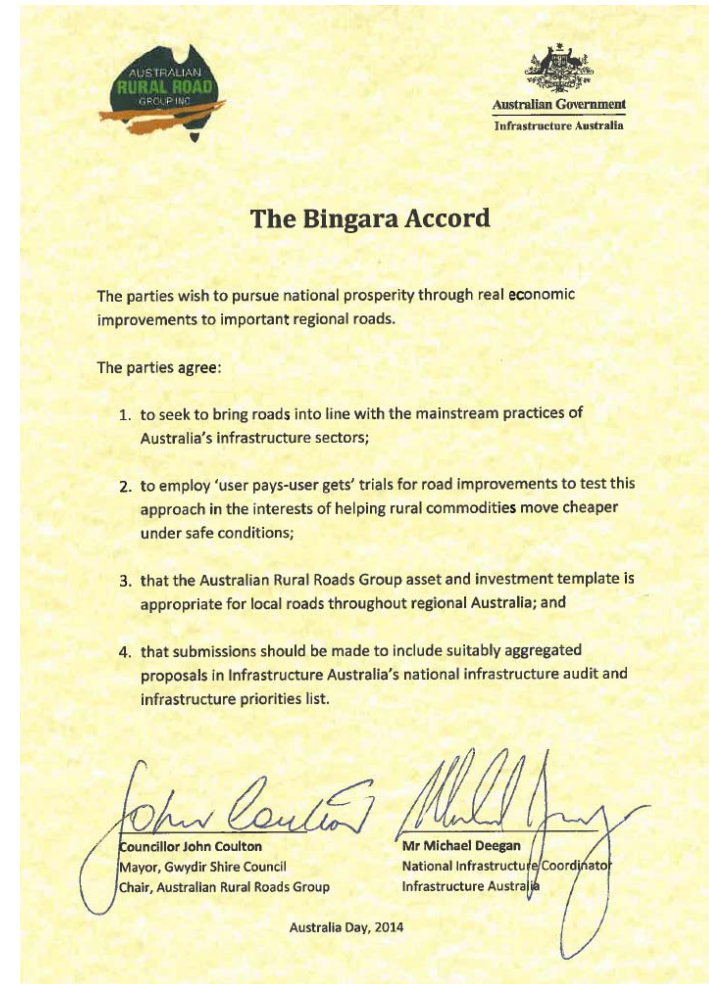 AUSTRALIAN
RURAL ROAD
GROUP INC
Australian Government
Infrastructure Australia
The Bingara Accord
The parties wish to pursue national prosperity through real economic
improvements to important regional roads.
The parties agree:
1. to seek to bring roads into line with the mainstream practices of
Australia's infrastructure sectors;
2. to employ 'user pays-user gets' trials for road improvements to test this
approach in the interests of helping rural commodities move cheaper
under safe conditions;
3. that the Australian Rural Roads Group asset and investment template is
appropriate for local roads throughout regional Australia; and
4. that submissions should be made to include suitably aggregated
proposals in Infrastructure Australia's national infrastructure audit and
infrastructure priorities list.
John Coulton
Councillor John Coulton
Mayor, Gwydir Shire Council
Chair, Australian Rural Roads Group
Mr Michael Deegan
National Infrastructure Coordinator
Infrastructure Australia
Australia Day, 2014